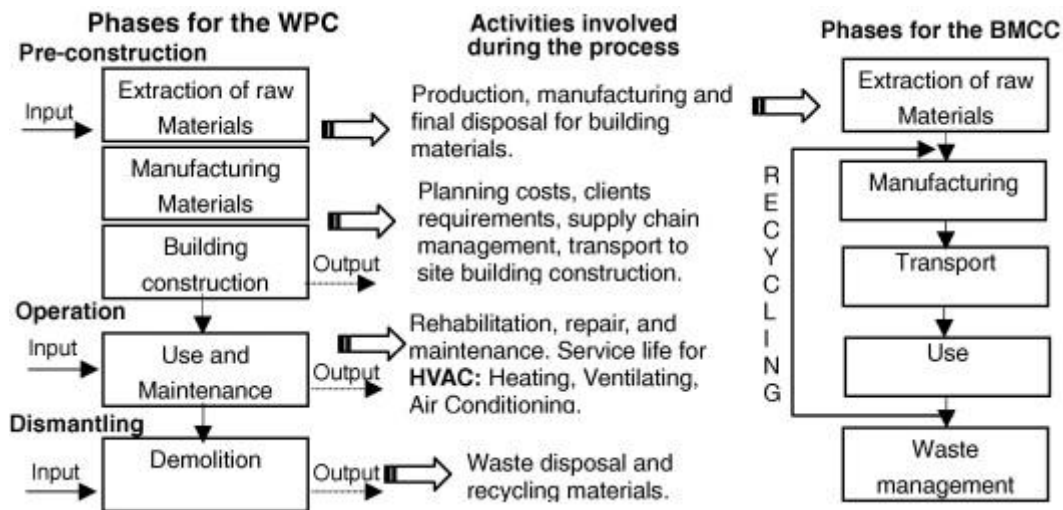 Phases for the WPC
Pre-construction
Input
Extraction of raw
Materials
Manufacturing
Materials
Building
construction
Output
Operation
Input
Use and
Maintenance
Output
Dismantling
Input
Demolition
Output
Activities involved
during the process
Production, manufacturing and
final disposal for building
materials.
Planning costs, clients
requirements, supply chain
management, transport to
site building construction.
Rehabilitation, repair, and
maintenance. Service life for
HVAC: Heating, Ventilating,
Air Conditioning.
Waste disposal and
recycling materials.
Phases for the BMCC
Extraction of raw
Materials
Manufacturing
Transport
Use
Waste
management
RECYCLING